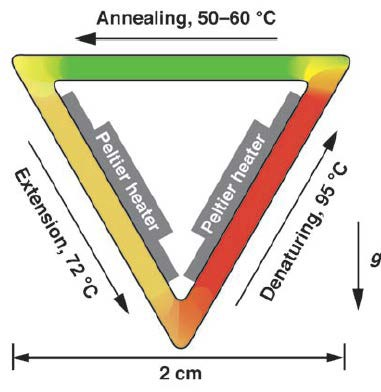 Annealing, 50–60 °C
Peltier heater
Peltier heater
Extension, 72 °C
Denaturing, 95 °C
g
2 cm